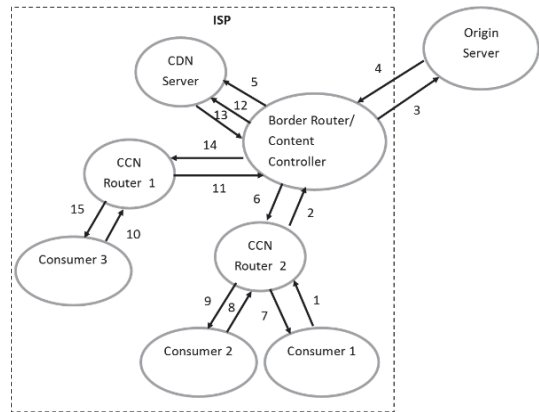 ISP
Origin
Server
CDN
Server
4
5
3
12
13
Border Router/
Content
Controller
14
CCN
Router 1
11
6
2
15
10
CCN
Router 2
Consumer 3
9
8
7
1
Consumer 2
Consumer 1